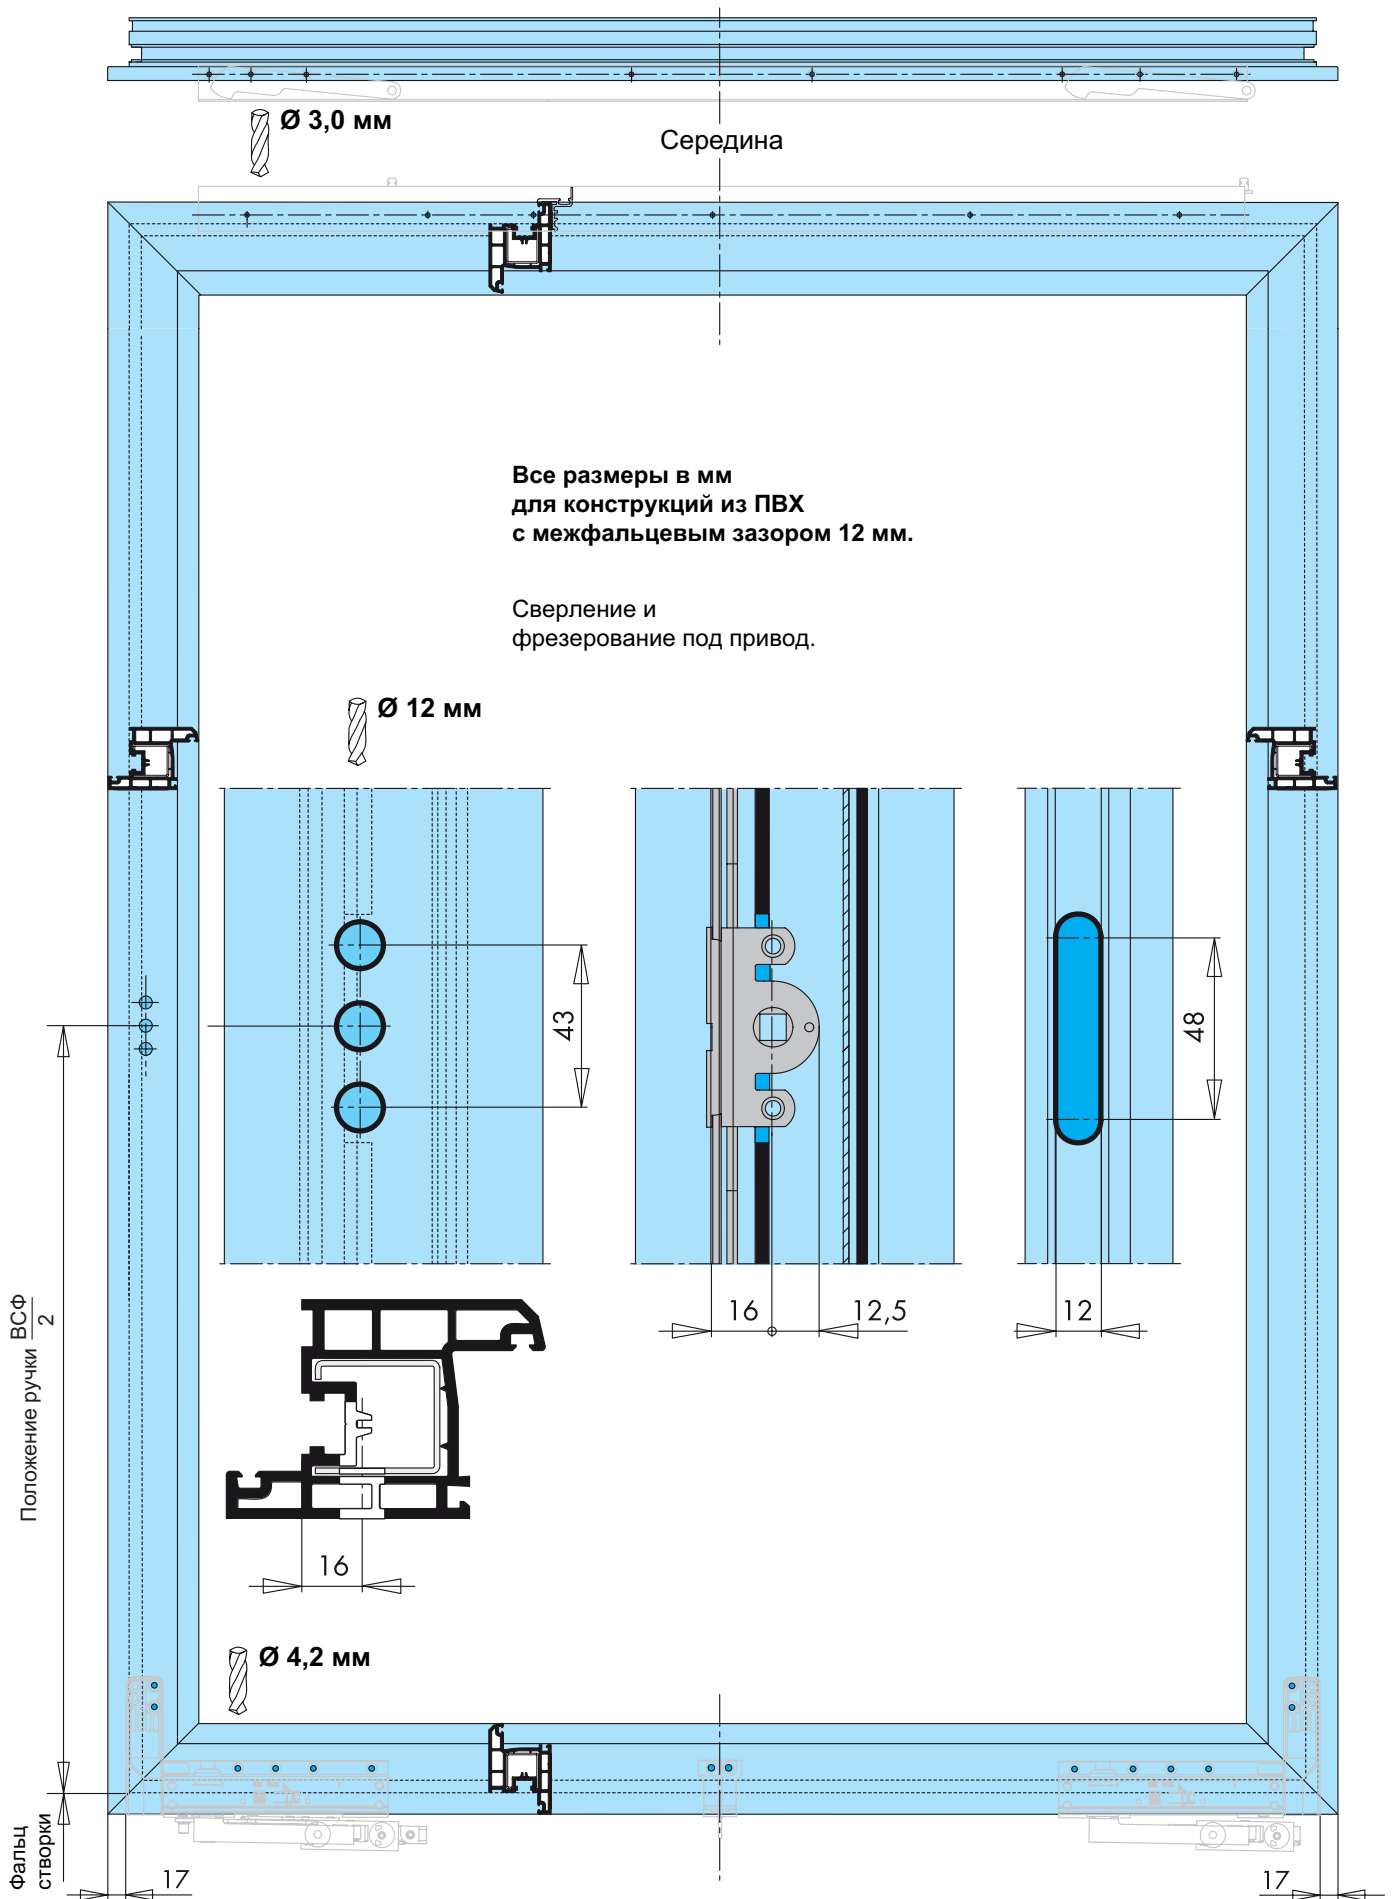 Ø 3,0 мм
Середина
Все размеры в мм
для конструкций из ПВХ
с межфальцевым зазором 12 мм.
Сверление и
фрезерование под привод.
Ø 12 мм
43
48
16
12,5
12
Положение ручки ВСФ
2
16
Ø 4,2 мм
Фальц
створки
17
17